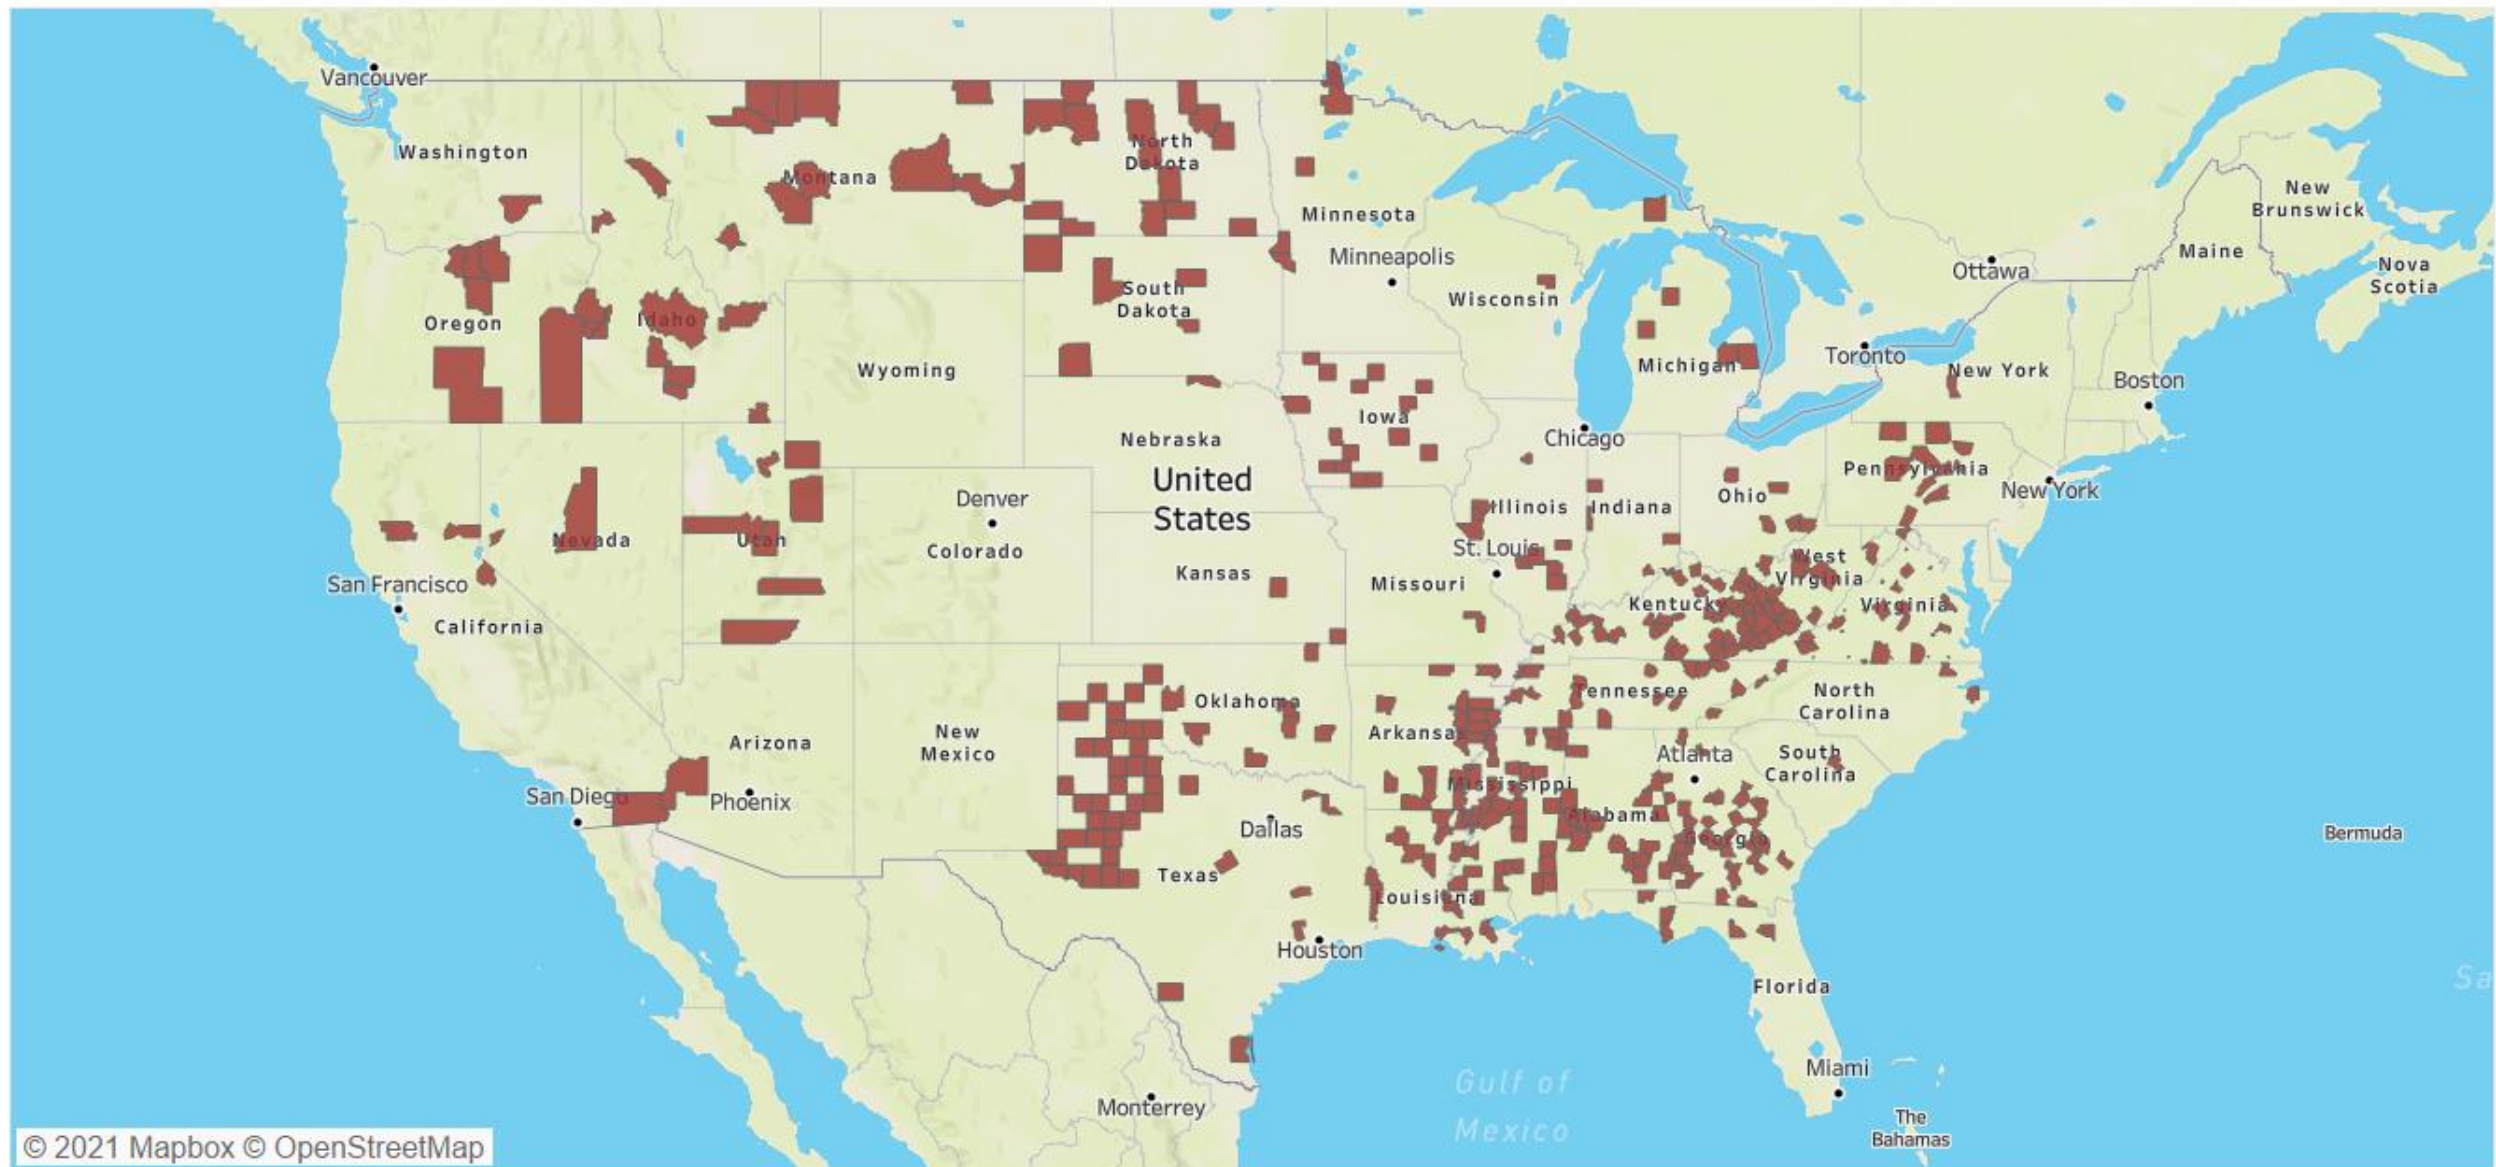 Vancouver
Washington
North
Dakota
Montana
Minnesota
New
Brunswick
Maine
Ottawa
Nova
Scotia
Minneapolis
South
Dakota
Wisconsin
Oregon
Idaho
Michigan
Toronto
New York
Boston
Wyoming
Iowa
Nebraska
Chicago
Pennsylvania
New York
United
States
Denver
Illinois
Indiana
Ohio
Nevada
Utah
Colorado
St. Louis
West
Virginia
San Francisco
Kansas
Missouri
Kentucky
Virginia
California
Oklahoma
Tennessee
North
Carolina
Arizona
New
Mexico
Arkansas
Atlanta
South
Carolina
San Diego
Phoenix
Mississippi
Dallas
Alabama
Georgia
Bermuda
Texas
Louisiana
Houston
Florida
Sa
Miami
Gulf of
Mexico
Monterrey
The
Bahamas
© 2021 Mapbox © OpenStreetMap